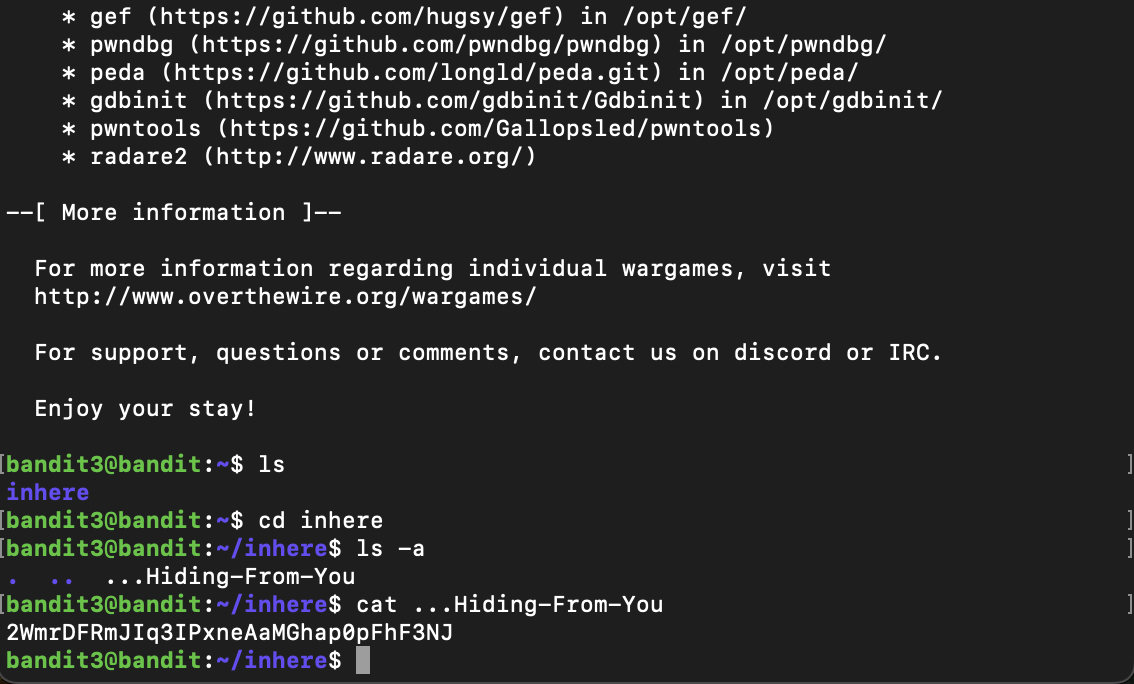 * gef (https://github.com/hugsy/gef) in /opt/gef/
* pwndbg (https://github.com/pwndbg/pwndbg) in /opt/pwndbg/
* peda (https://github.com/longld/peda.git) in /opt/peda/
* gdbinit (https://github.com/gdbinit/Gdbinit) in /opt/gdbinit/
* pwntools (https://github.com/Gallopsled/pwntools)
* radare2 (http://www.radare.org/)
--[ More information ]--
For more information regarding individual wargames, visit
http://www.overthewire.org/wargames/
For support, questions or comments, contact us on discord or IRC.
Enjoy your stay!
[bandit3@bandit:~$ ls ]
inhere
[bandit3@bandit:~$ cd inhere ]
[bandit3@bandit:~/inhere$ ls -a ]
. .. ...Hiding-From-You
[bandit3@bandit:~/inhere$ cat ...Hiding-From-You ]
2WmrDFRmJIq3IPxneAaMGhap0pFhF3NJ
bandit3@bandit:~/inhere$